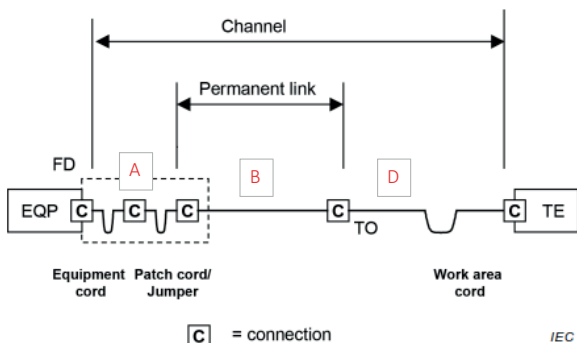 Channel
Permanent link
FD
A
B
D
EQP
C
C
C
C
TO
C
TE
Equipment
cord
Patch cord/
Jumper
Work area
cord
C = connection
IEC